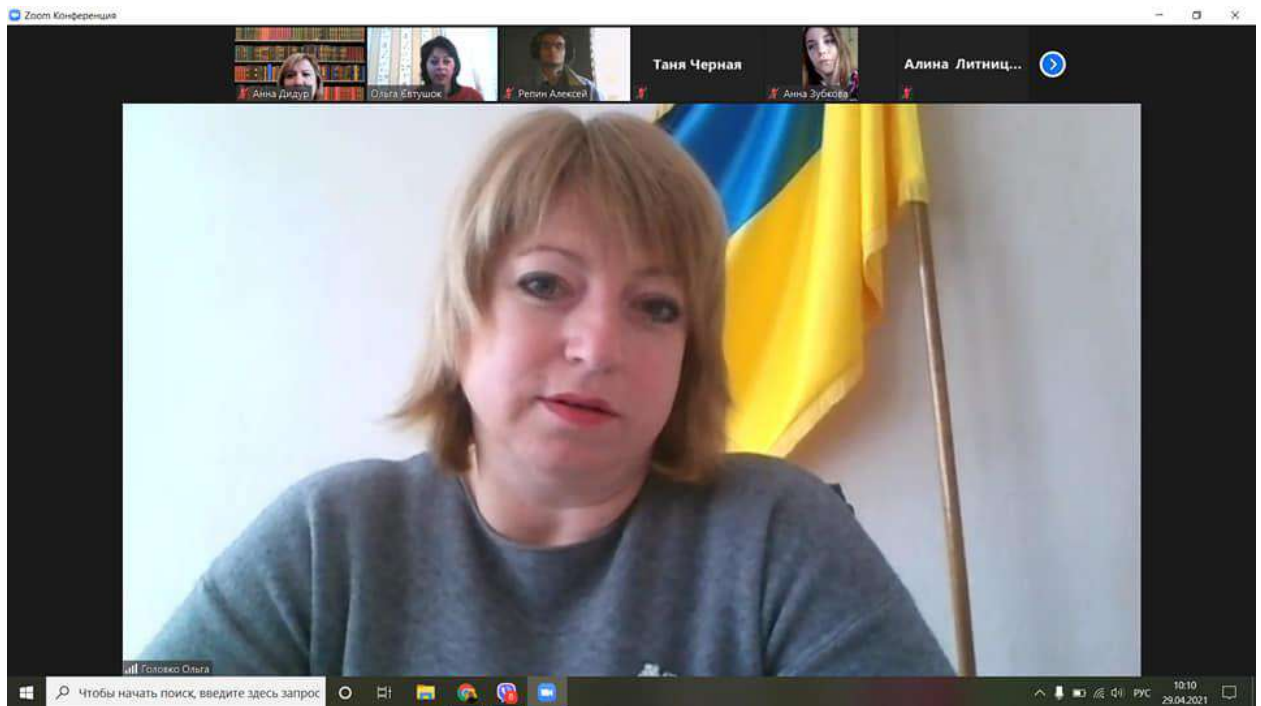 Zoom Конференция
Анна Дидур
Ольга Євтушок
Репин Алексей
Таня Черная
Анна Зубкова
Алина Литниц...
Головко Ольга
Чтобы начать поиск, введите здесь запрос
РУС
10:10
29.04.2021